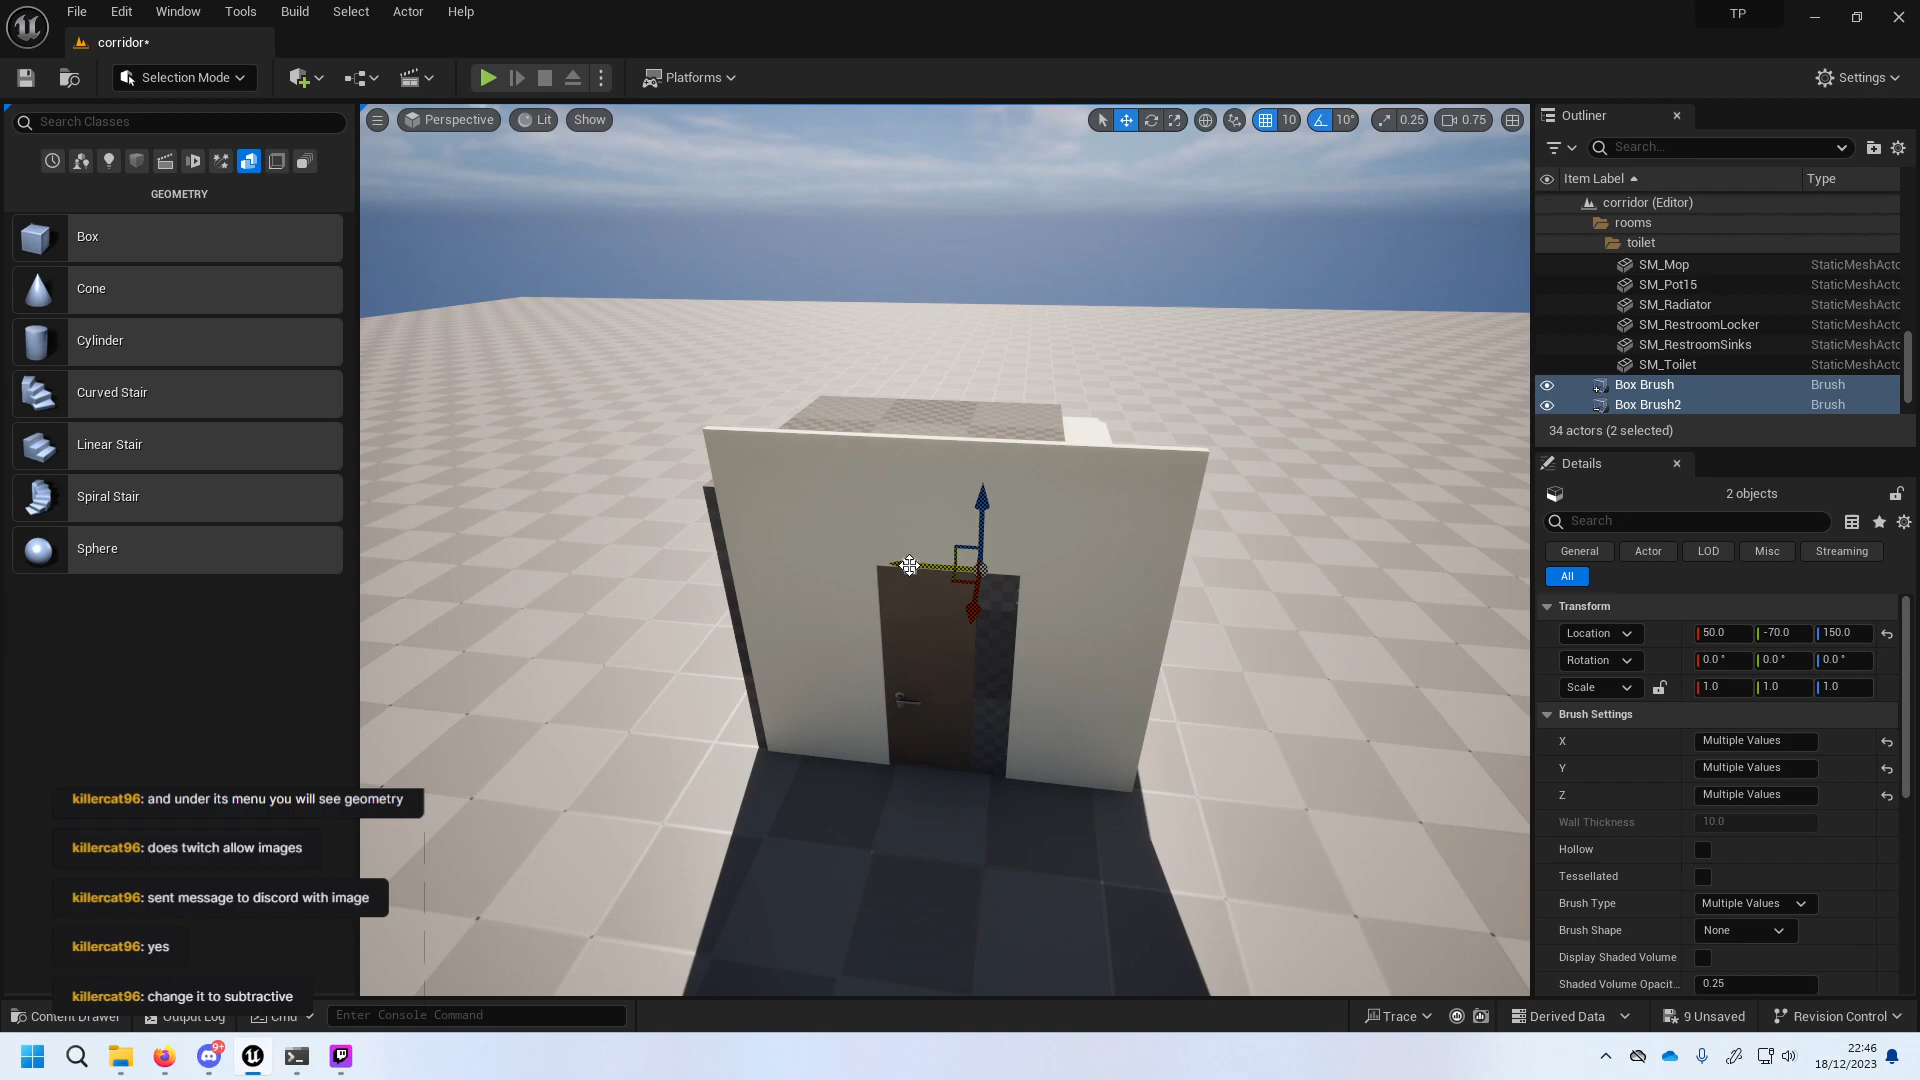 File Edit Window Tools Build Select Actor Help
TP
corridor*
Selection Mode
Platforms
Settings
Search Classes
GEOMETRY
Box
Cone
Cylinder
Curved Stair
Linear Stair
Spiral Stair
Sphere
Perspective Lit Show
10 10° 0.25 0.75
Outliner
Search...
Item Label Type
corridor (Editor)
rooms
toilet
SM_Mop StaticMeshActo
SM_Pot15 StaticMeshActo
SM_Radiator StaticMeshActo
SM_RestroomLocker StaticMeshActo
SM_RestroomSinks StaticMeshActo
SM_Toilet StaticMeshActo
Box Brush Brush
Box Brush2 Brush
34 actors (2 selected)
Details
2 objects
Search
General Actor LOD Misc Streaming
All
Transform
Location 50.0 -70.0 150.0
Rotation 0.0° 0.0° 0.0°
Scale 1.0 1.0 1.0
Brush Settings
X Multiple Values
Y Multiple Values
Z Multiple Values
Wall Thickness 10.0
Hollow
Tessellated
Brush Type Multiple Values
Brush Shape None
Display Shaded Volume
Shaded Volume Opacit... 0.25
killercat96: and under its menu you will see geometry
killercat96: does twitch allow images
killercat96: sent message to discord with image
killercat96: yes
killercat96: change it to subtractive
Content Drawer Output Log Cmd Enter Console Command
Trace Derived Data 9 Unsaved Revision Control
9+
22:46
18/12/2023